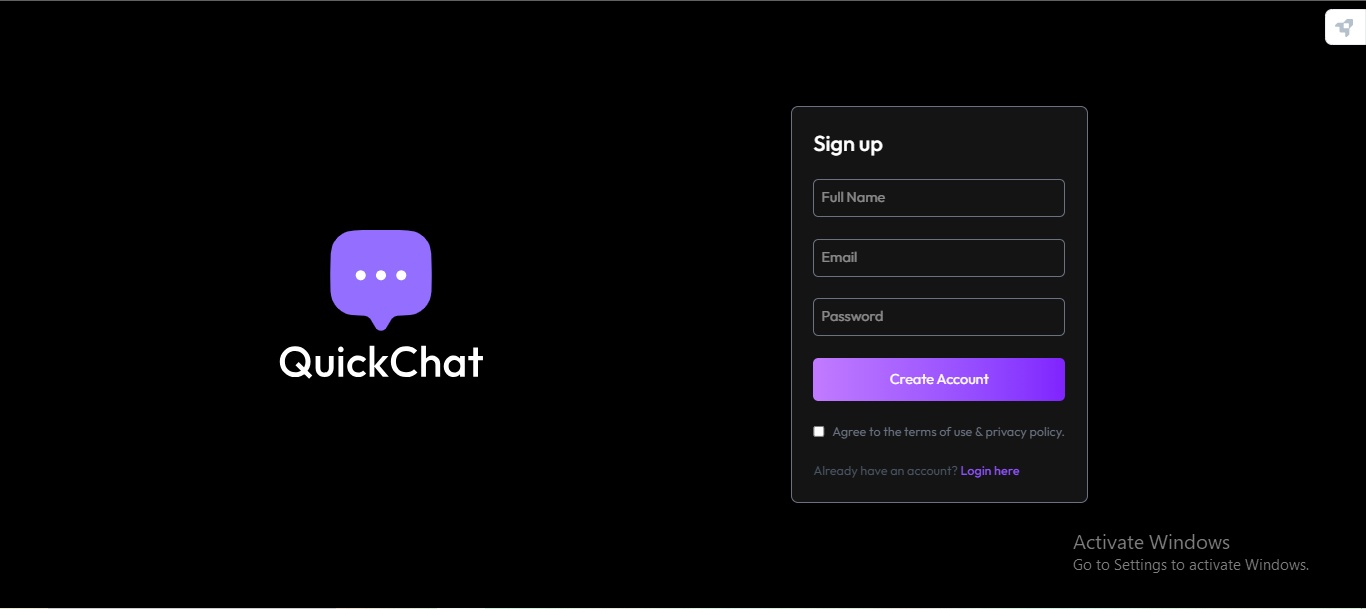 QuickChat
Sign up
Full Name
Email
Password
Create Account
Agree to the terms of use & privacy policy.
Already have an account? Login here
Activate Windows
Go to Settings to activate Windows.